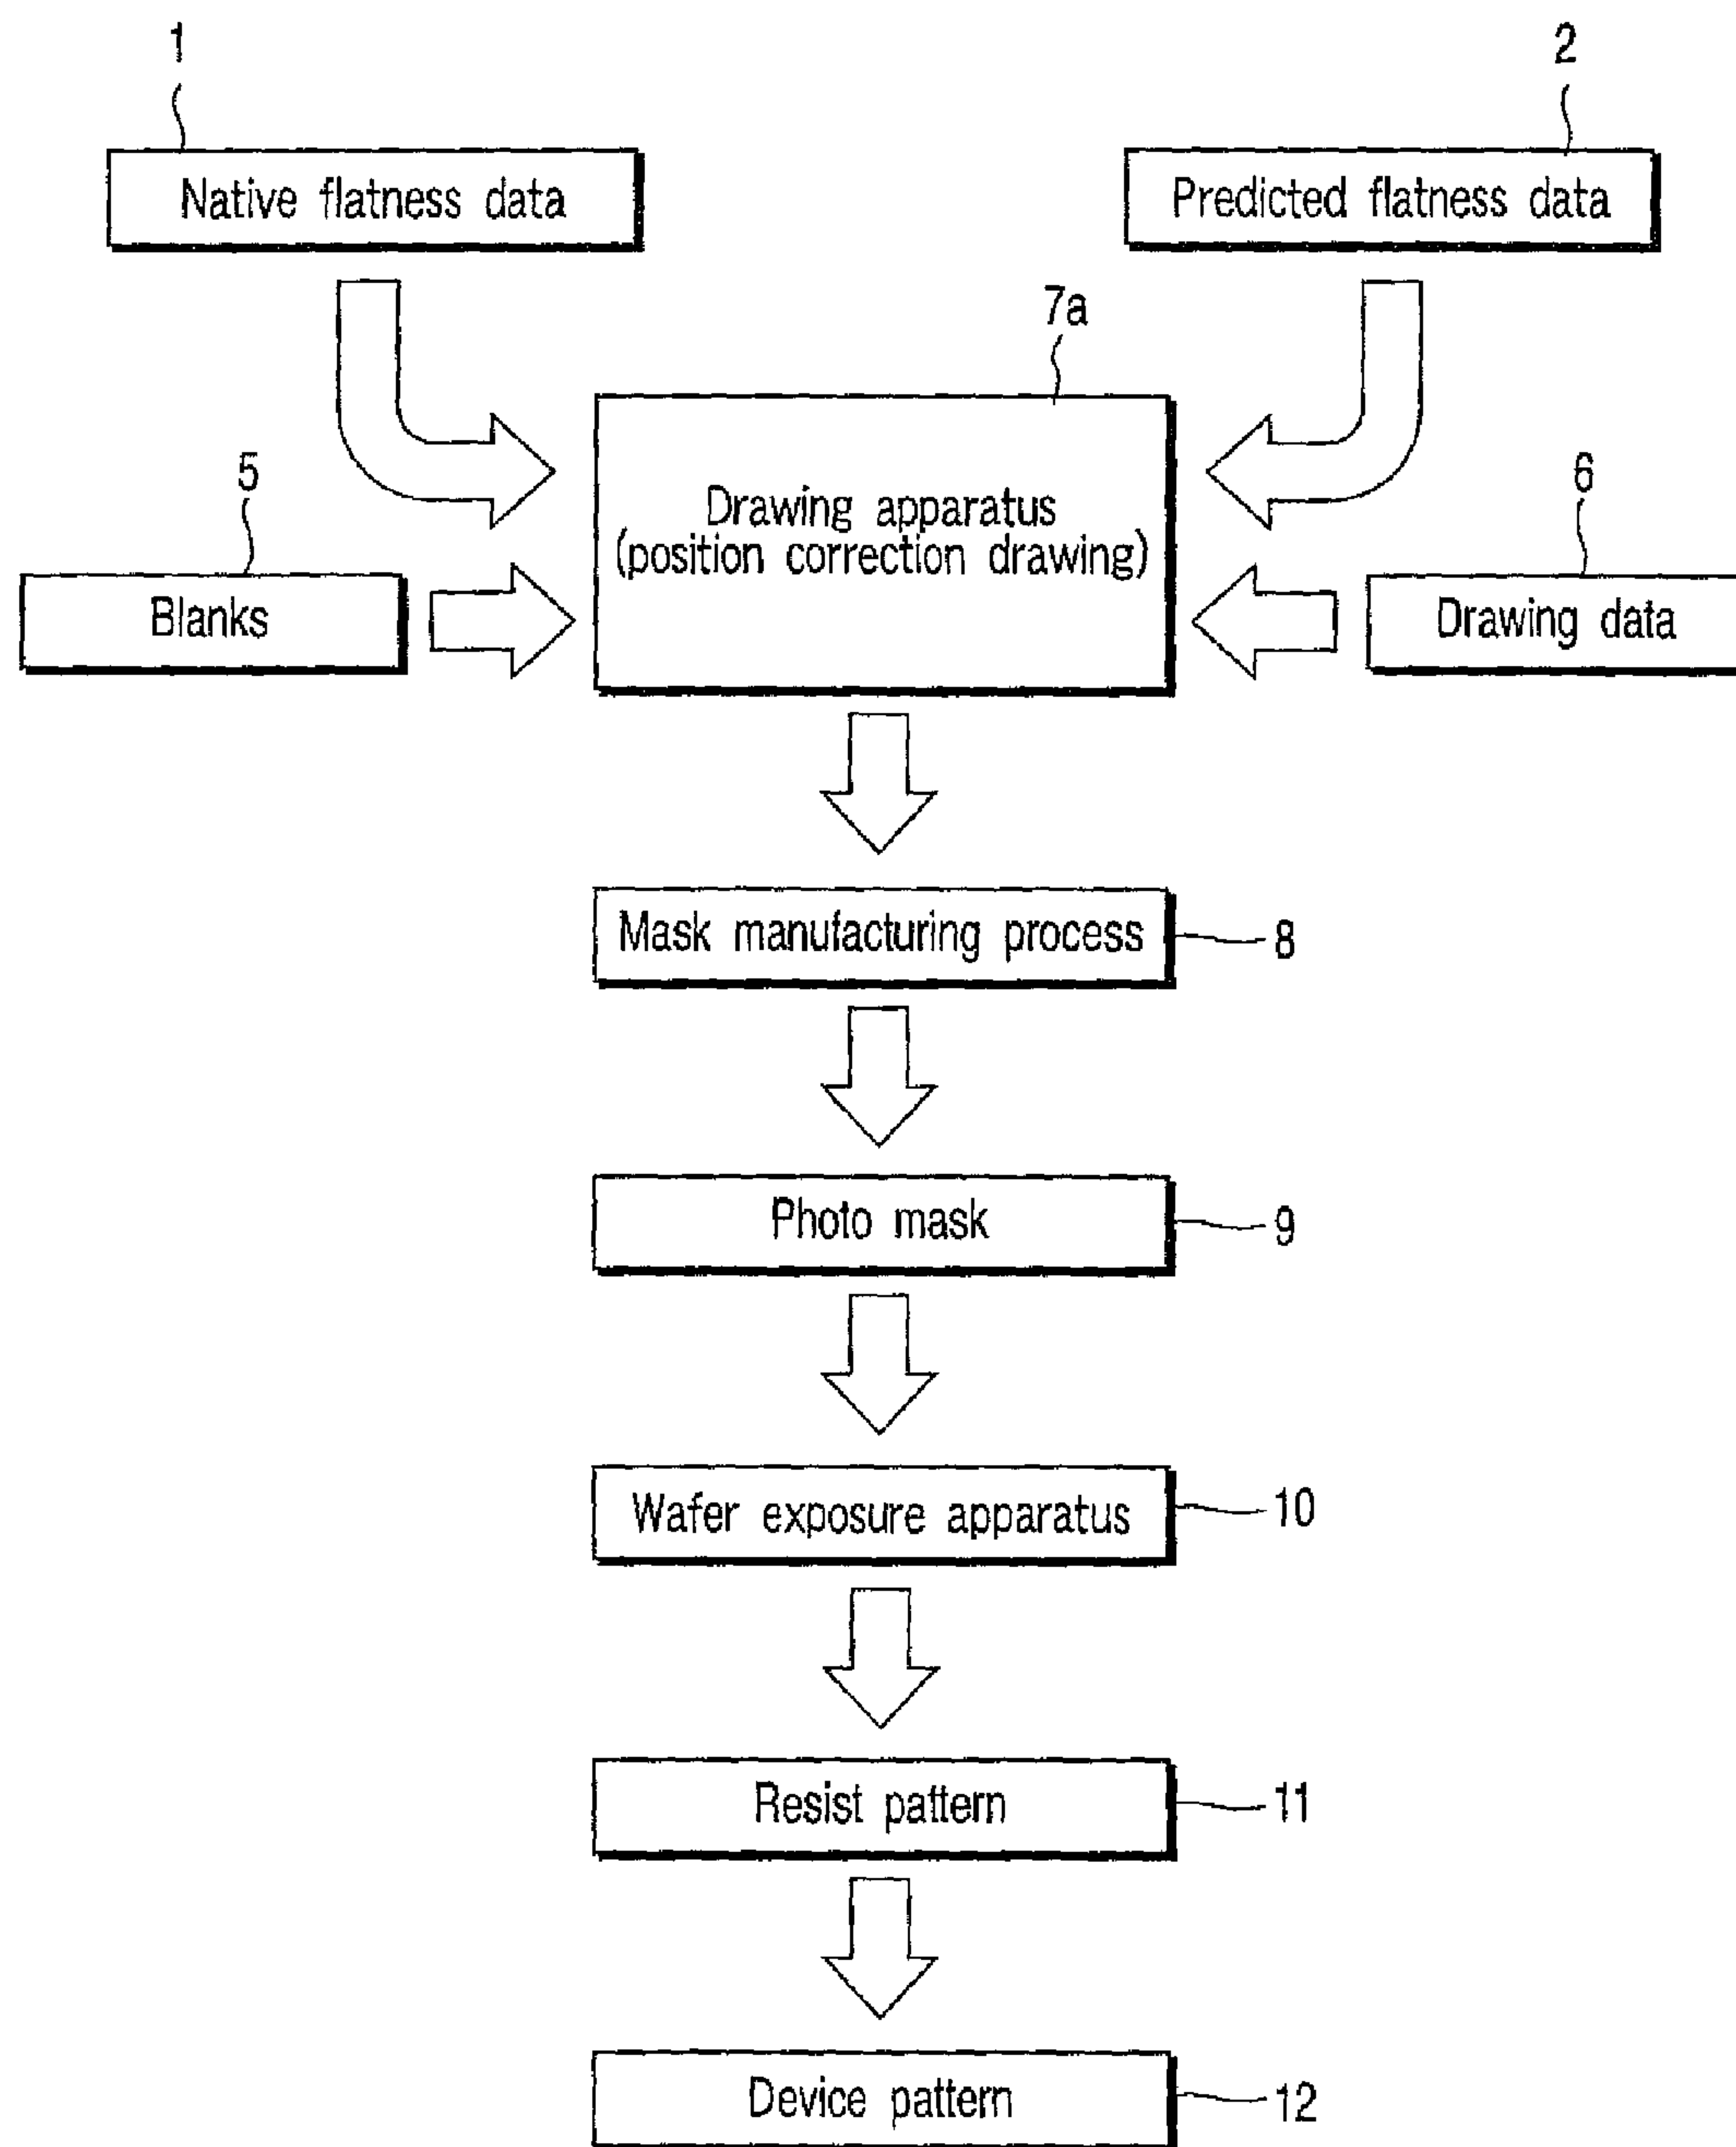 1
2
Native flatness data
Predicted flatness data
7a
Drawing apparatus
(position correction drawing)
5
Blanks
6
Drawing data
Mask manufacturing process
8
Photo mask
9
Wafer exposure apparatus
10
Resist pattern
11
Device pattern
12